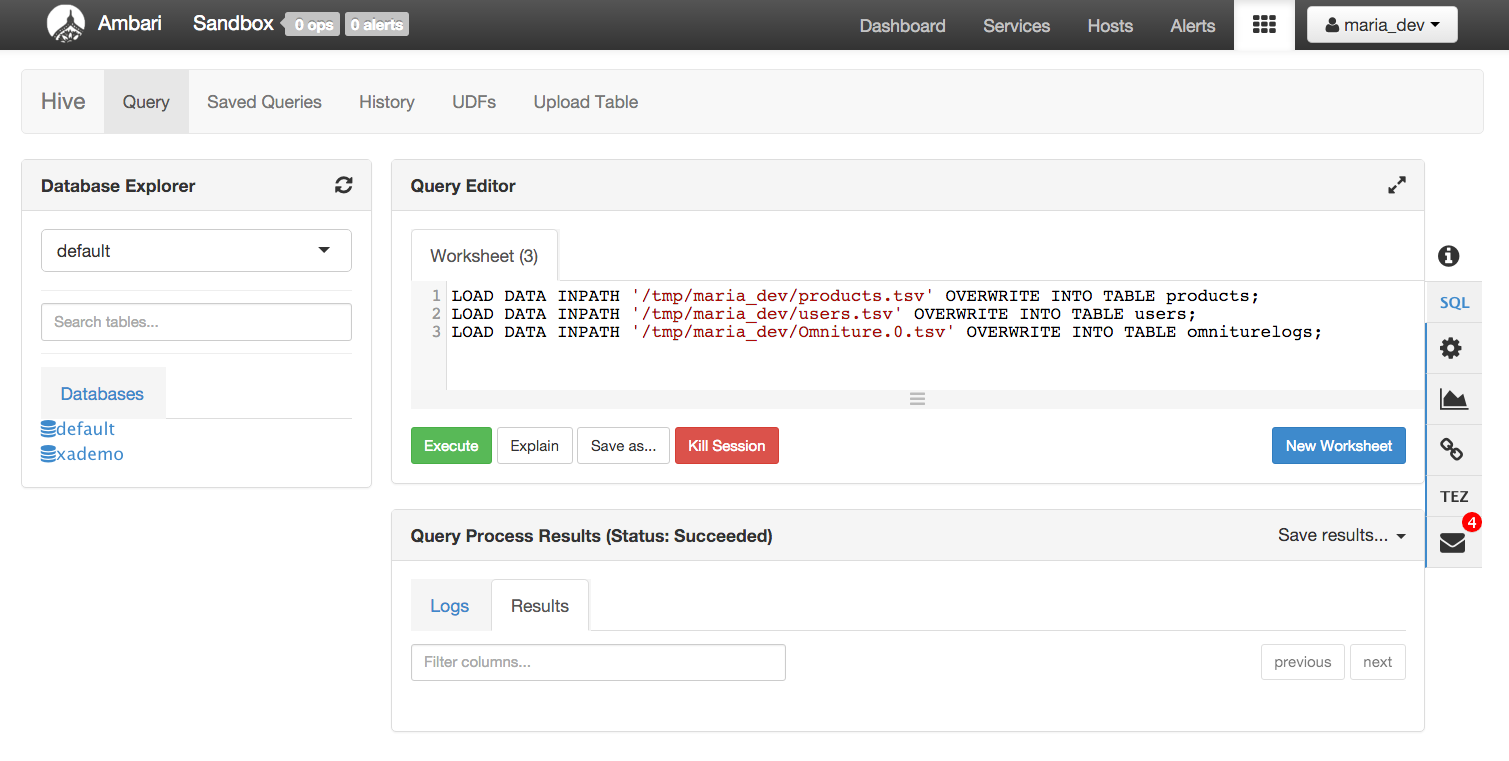 Ambari Sandbox 0 ops 0 alerts Dashboard Services Hosts Alerts maria_dev
Hive Query Saved Queries History UDFs Upload Table
Database Explorer
default
Search tables...
Databases
default
xademo
Query Editor
Worksheet (3)
1 LOAD DATA INPATH '/tmp/maria_dev/products.tsv' OVERWRITE INTO TABLE products;
2 LOAD DATA INPATH '/tmp/maria_dev/users.tsv' OVERWRITE INTO TABLE users;
3 LOAD DATA INPATH '/tmp/maria_dev/Omniture.0.tsv' OVERWRITE INTO TABLE omniturelogs;
Execute Explain Save as... Kill Session New Worksheet
Query Process Results (Status: Succeeded) Save results...
Logs Results
Filter columns... previous next
SQL
TEZ
4